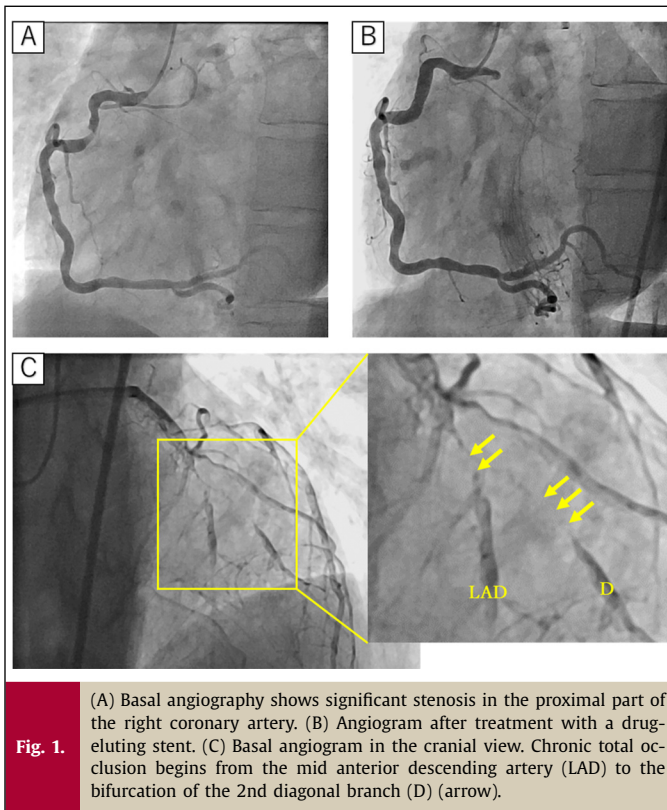 A
B
C
LAD
D
Fig. 1.
(A) Basal angiography shows significant stenosis in the proximal part of
the right coronary artery. (B) Angiogram after treatment with a drug-
eluting stent. (C) Basal angiogram in the cranial view. Chronic total oc-
clusion begins from the mid anterior descending artery (LAD) to the
bifurcation of the 2nd diagonal branch (D) (arrow).